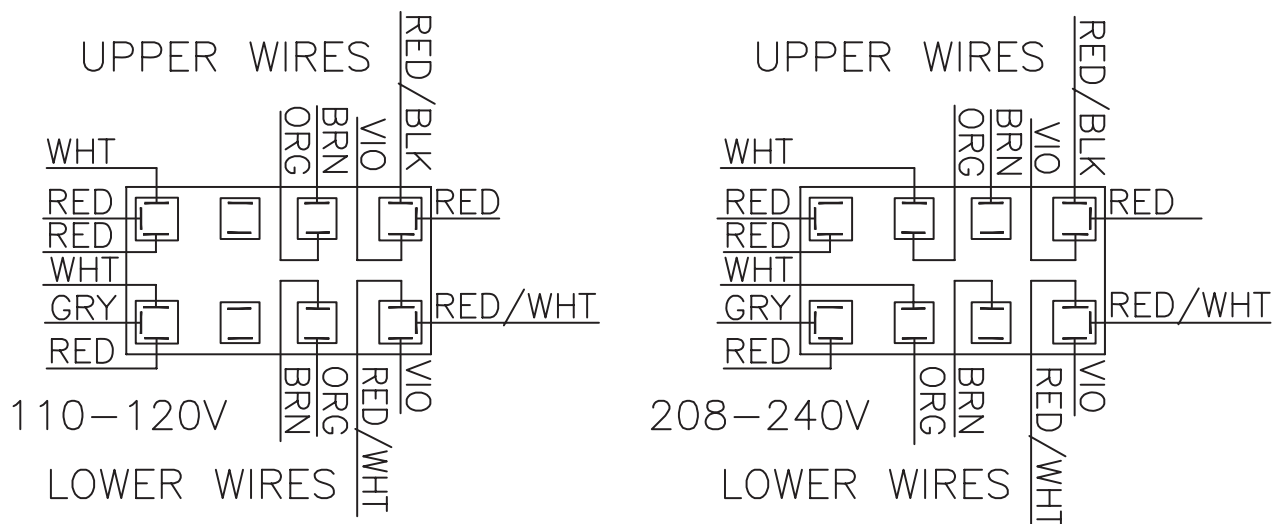 UPPER WIRES
RED/BLK
ORG
BRN
VIO
WHT
RED
RED
RED
WHT
GRY
RED/WHT
RED
BRN
ORG
RED/WHT
VIO
110-120V
LOWER WIRES
UPPER WIRES
RED/BLK
ORG
BRN
VIO
WHT
RED
RED
RED
WHT
GRY
RED/WHT
RED
ORG
BRN
RED/WHT
VIO
208-240V
LOWER WIRES